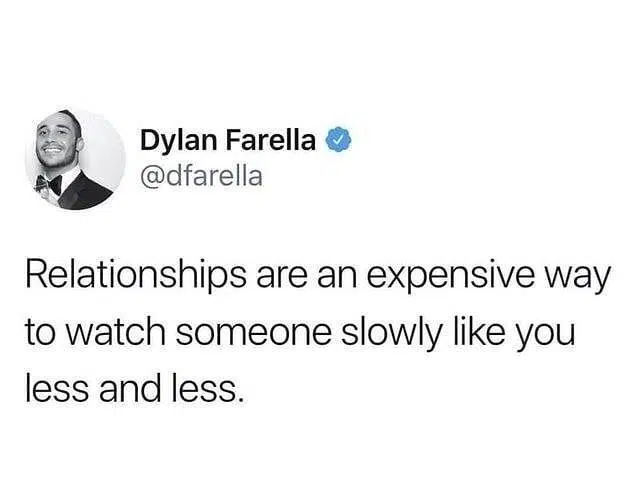 Dylan Farella
@dfarella
Relationships are an expensive way
to watch someone slowly like you
less and less.